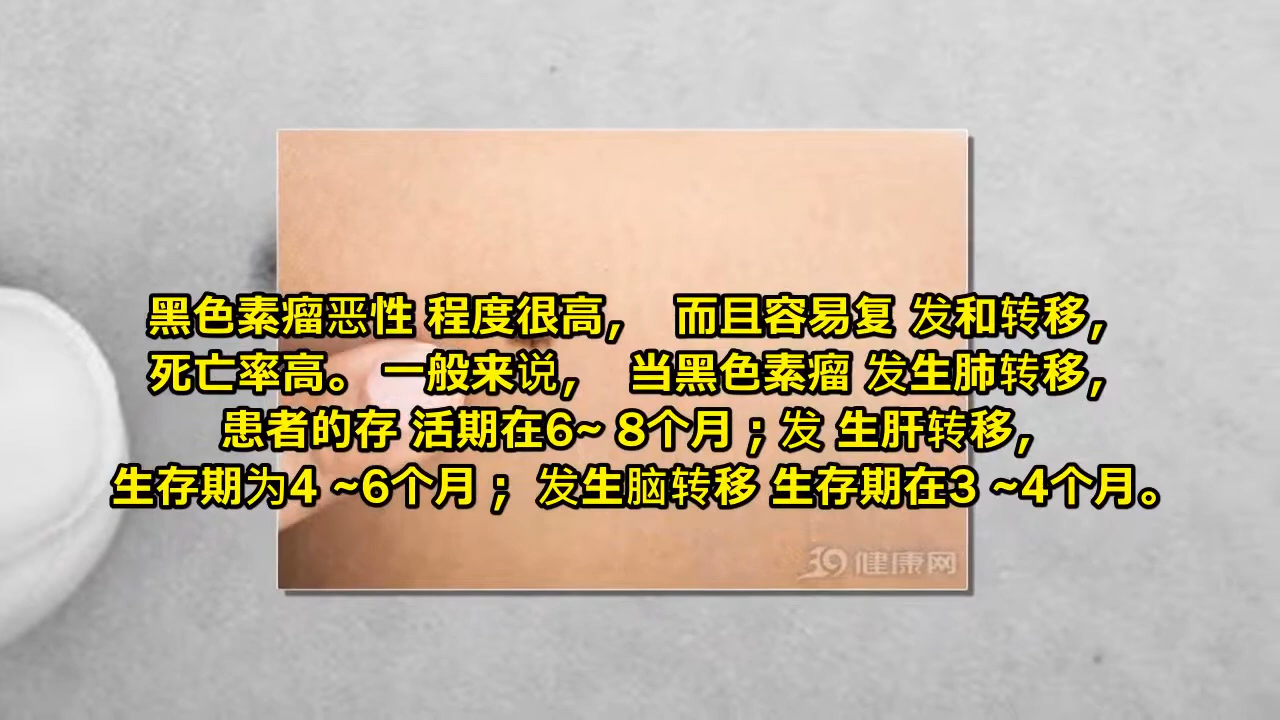 黑色素瘤恶性 程度很高， 而且容易复 发和转移，
死亡率高。 一般来说， 当黑色素瘤 发生肺转移，
患者的存 活期在6~ 8个月 ; 发 生肝转移，
生存期为4 ~6个月 ; 发生脑转移 生存期在3 ~4个月。
39健康网